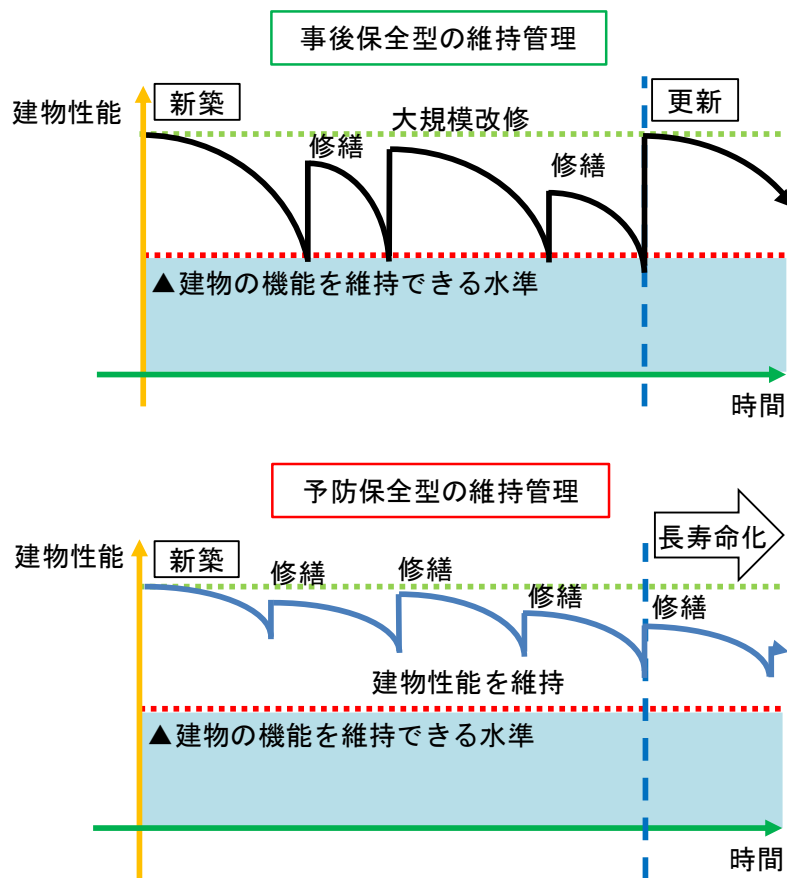 事後保全型の維持管理
建物性能
新築
修繕
大規模改修
修繕
更新
▲建物の機能を維持できる水準
時間
予防保全型の維持管理
建物性能
新築
修繕
修繕
修繕
修繕
長寿命化
建物性能を維持
▲建物の機能を維持できる水準
時間